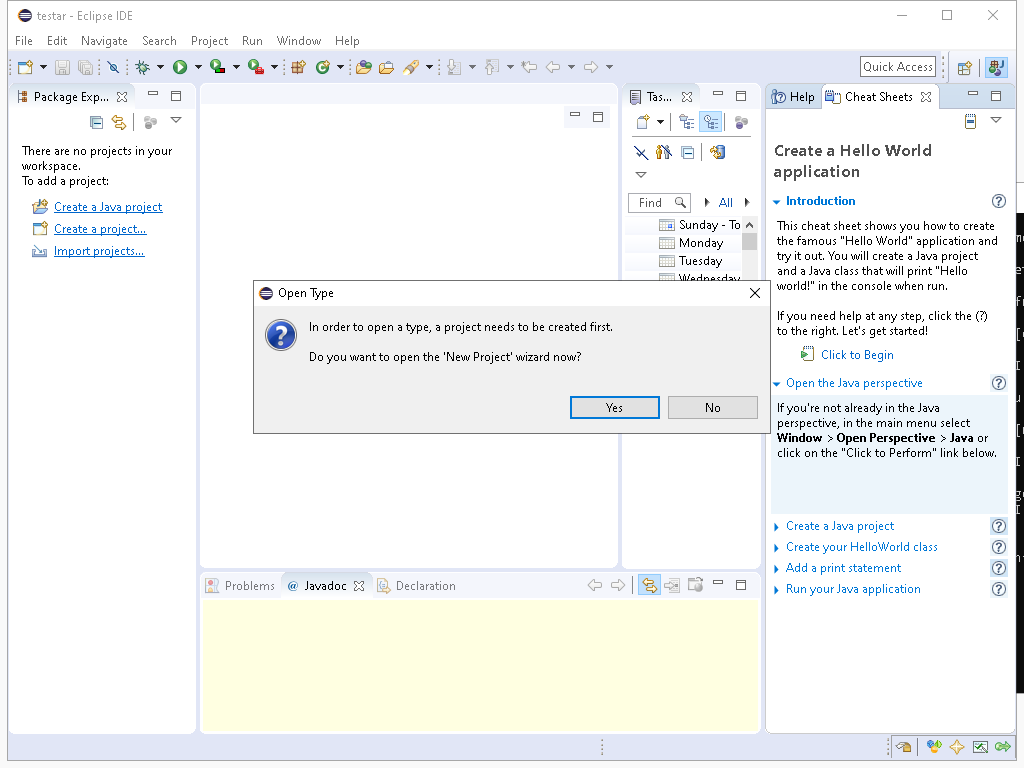 testar - Eclipse IDE
File Edit Navigate Search Project Run Window Help
Quick Access
Package Exp...
There are no projects in your
workspace.
To add a project:
Create a Java project
Create a project...
Import projects...
Tas...
Find
All
Sunday - To
Monday
Tuesday
Wednesday
Help
Cheat Sheets
Create a Hello World
application
Introduction
This cheat sheet shows you how to create
the famous "Hello World" application and
try it out. You will create a Java project
and a Java class that will print "Hello
world!" in the console when run.
If you need help at any step, click the (?)
to the right. Let's get started!
Click to Begin
Open the Java perspective
If you're not already in the Java
perspective, in the main menu select
Window > Open Perspective > Java or
click on the "Click to Perform" link below.
Create a Java project
Create your HelloWorld class
Add a print statement
Run your Java application
Open Type
In order to open a type, a project needs to be created first.
Do you want to open the 'New Project' wizard now?
Yes
No
Problems
@ Javadoc
Declaration